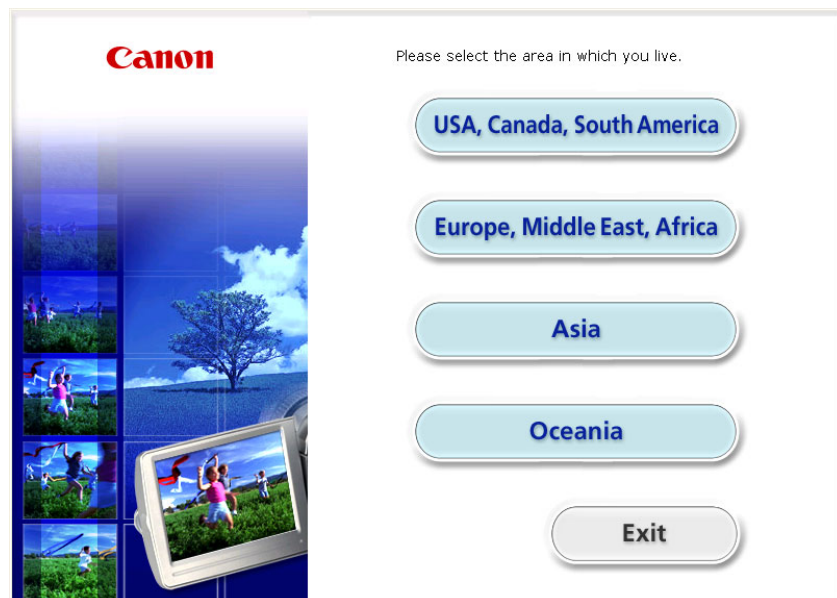 Canon
Please select the area in which you live.
USA, Canada, South America
Europe, Middle East, Africa
Asia
Oceania
Exit